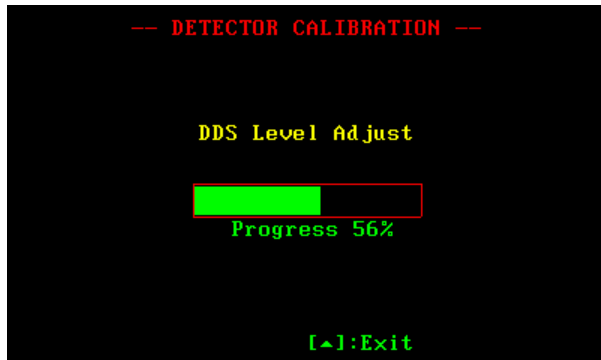 -- DETECTOR CALIBRATION --
DDS Level Adjust
Progress 56%
[▲]:Exit